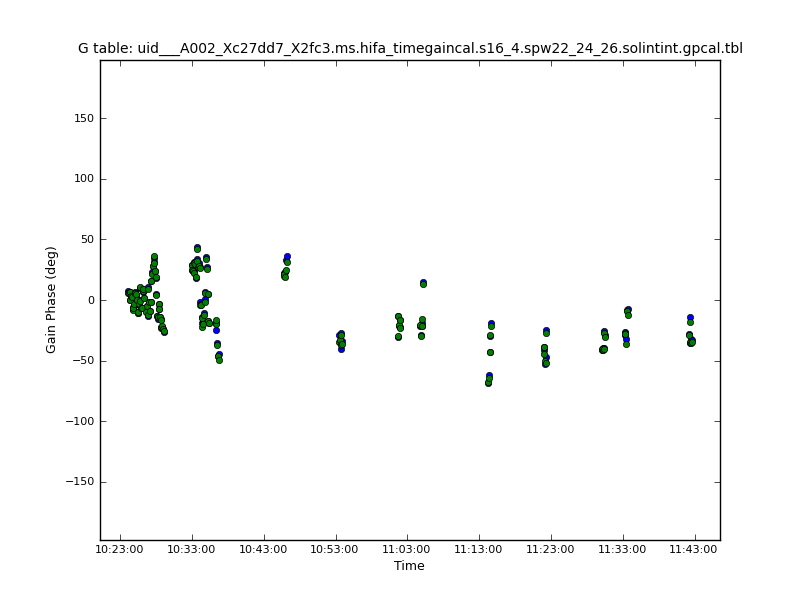 G table: uid___A002_Xc27dd7_X2fc3.ms.hifa_timegaincal.s16_4.spw22_24_26.solintint.gpcal.tbl
150
100
50
0
−50
−100
−150
Gain Phase (deg)
10:23:00 10:33:00 10:43:00 10:53:00 11:03:00 11:13:00 11:23:00 11:33:00 11:43:00
Time